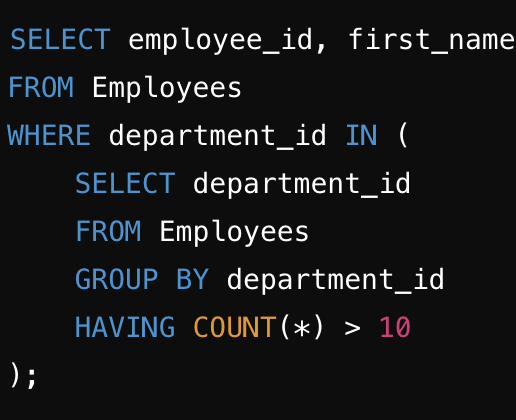 SELECT employee_id, first_name
FROM Employees
WHERE department_id IN (
    SELECT department_id
    FROM Employees
    GROUP BY department_id
    HAVING COUNT(*) > 10
);